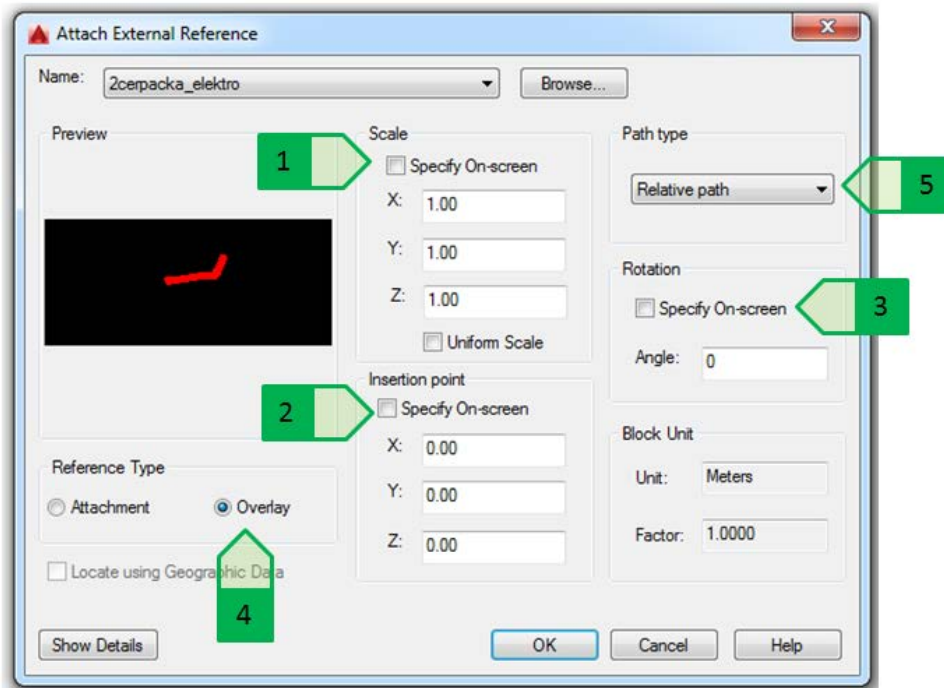 Attach External Reference
Name: 2cerpacka_elektro Browse...
Preview
1
Scale
Specify On-screen
X: 1.00
Y: 1.00
Z: 1.00
Uniform Scale
Path type
Relative path
5
Rotation
Specify On-screen
3
Angle: 0
2
Insertion point
Specify On-screen
X: 0.00
Y: 0.00
Z: 0.00
Block Unit
Unit: Meters
Factor: 1.0000
Reference Type
Attachment Overlay
Locate using Geographic Data
4
Show Details OK Cancel Help